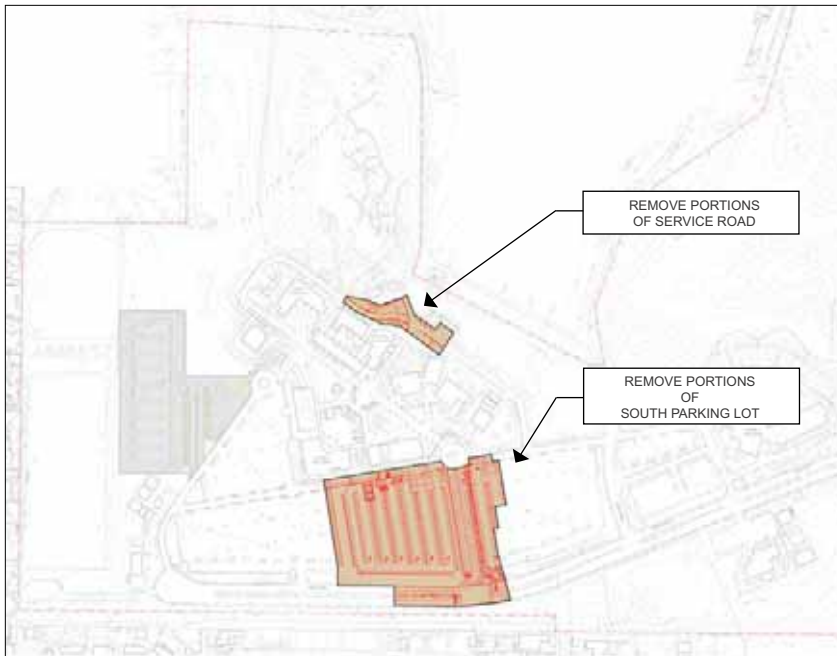 REMOVE PORTIONS
OF SERVICE ROAD
REMOVE PORTIONS
OF
SOUTH PARKING LOT